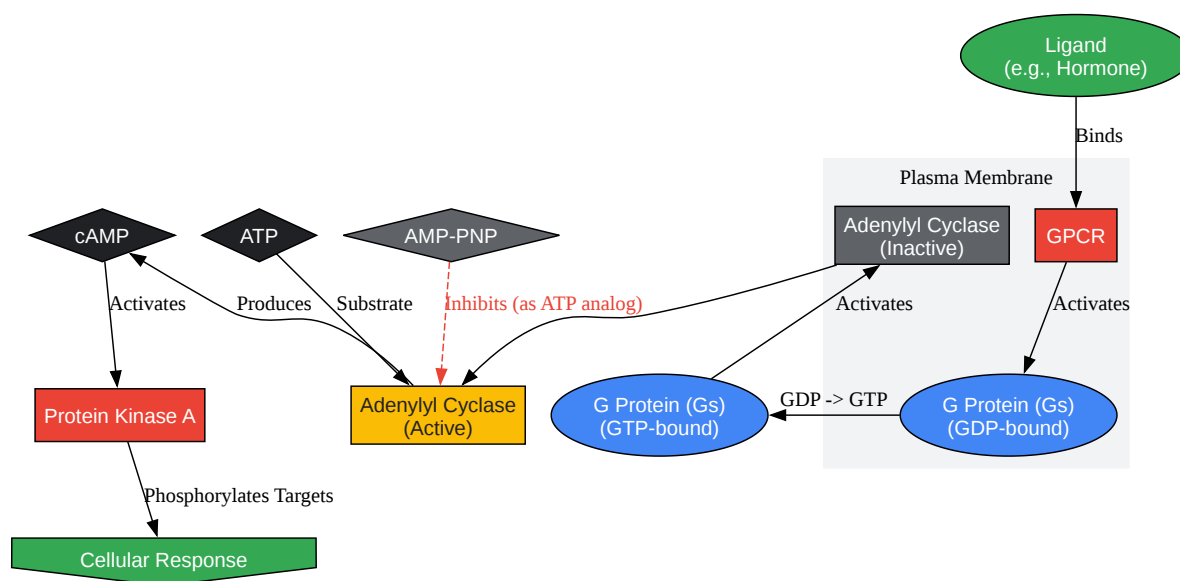 Ligand
(e.g., Hormone)
Binds
Plasma Membrane
cAMP
ATP
AMP-PNP
Adenylyl Cyclase
(Inactive)
GPCR
Activates
Produces
Substrate
Inhibits (as ATP analog)
Activates
Activates
Protein Kinase A
Adenylyl Cyclase
(Active)
G Protein (Gs)
(GTP-bound)
GDP -> GTP
G Protein (Gs)
(GDP-bound)
Phosphorylates Targets
Cellular Response